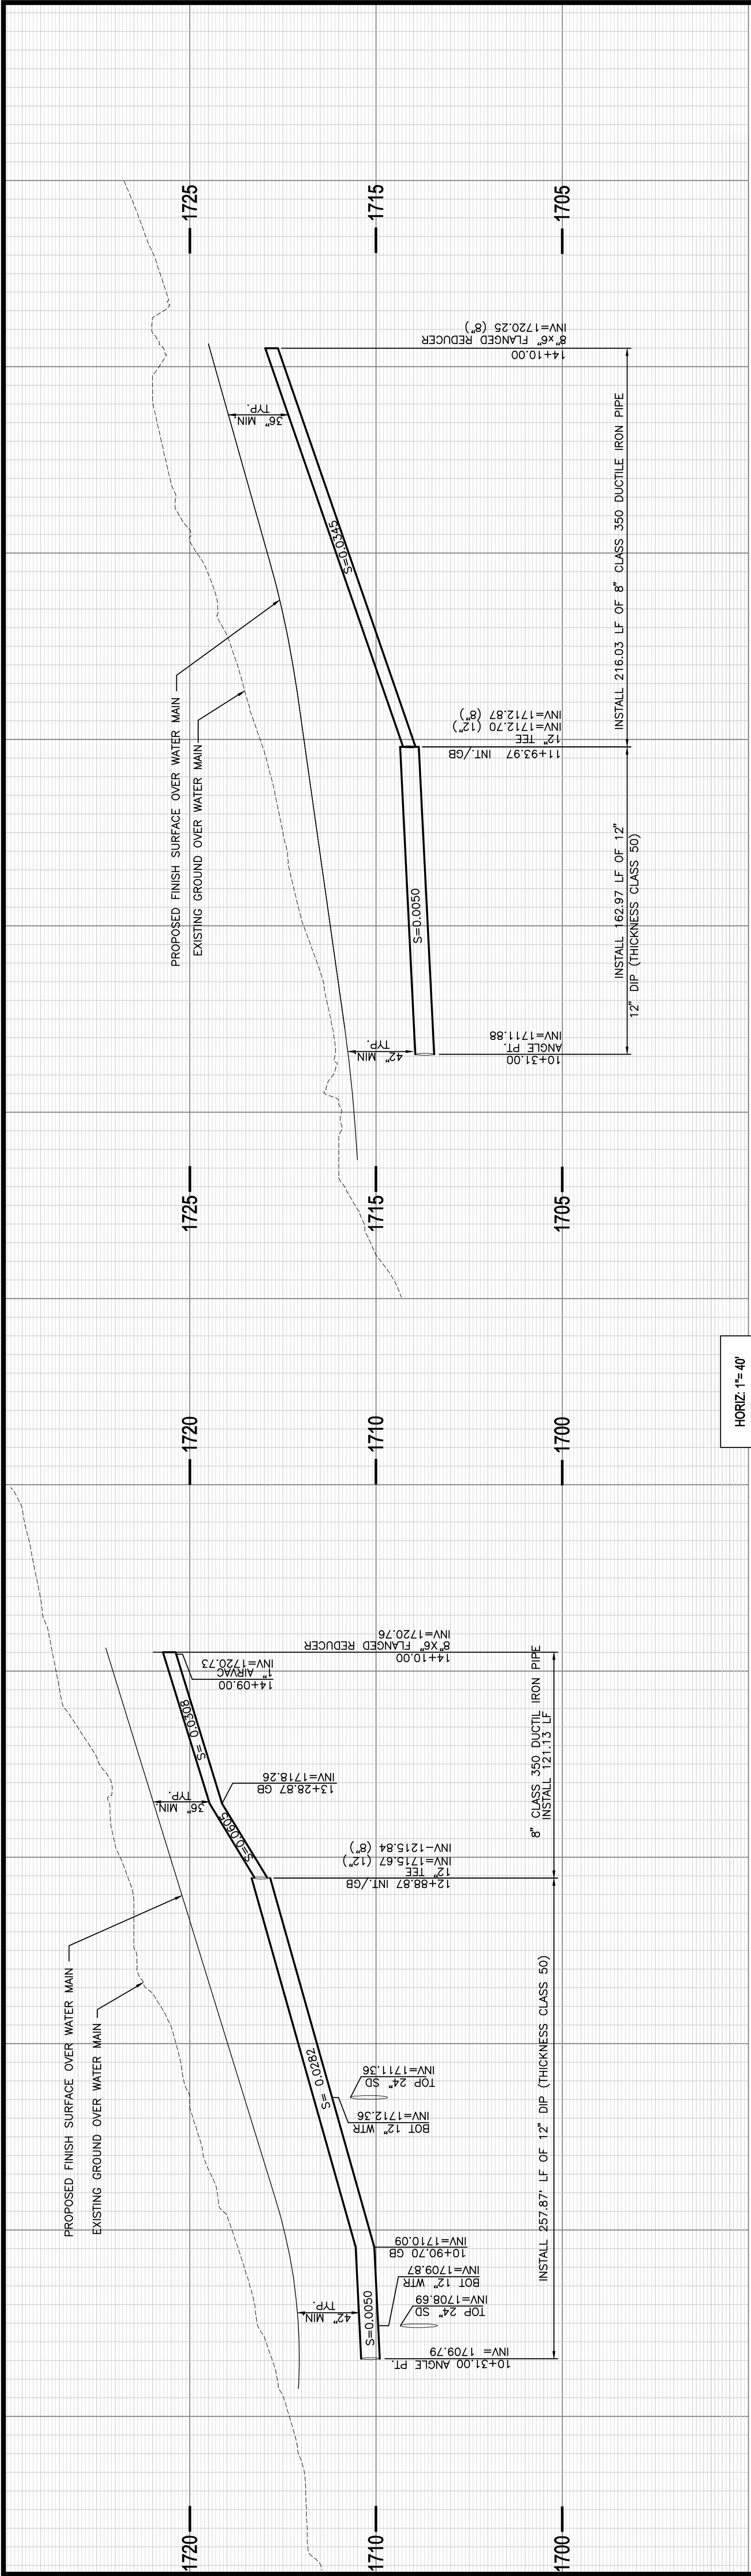 1725
1715
1705
1725
1715
1705
PROPOSED FINISH SURFACE OVER WATER MAIN
EXISTING GROUND OVER WATER MAIN
42" MIN.
TYP.
S=0.0050
10+31.00
ANGLE PT.
INV=1711.88
11+93.97 INT./GB
12" TEE
INV=1712.70 (12")
INV=1712.87 (8")
S=0.0345
36" MIN.
TYP.
14+10.00
8"x6" FLANGED REDUCER
INV=1720.25 (8")
INSTALL 162.97 LF OF 12"
12" DIP (THICKNESS CLASS 50)
INSTALL 216.03 LF OF 8" CLASS 350 DUCTILE IRON PIPE
HORIZ: 1"= 40'
1720
1710
1700
1720
1710
1700
PROPOSED FINISH SURFACE OVER WATER MAIN
EXISTING GROUND OVER WATER MAIN
42" MIN.
TYP.
S=0.0050
10+31.00 ANGLE PT.
INV= 1709.79
TOP 24" SD
INV=1708.69
BOT 12" WTR
INV=1709.87
10+90.70 GB
INV=1710.09
S= 0.0282
BOT 12" WTR
INV=1712.36
TOP 24" SD
INV=1711.36
12+88.87 INT./GB
12" TEE
INV=1715.67 (12")
INV-1215.84 (8")
S=0.0605
36" MIN.
TYP.
13+28.87 GB
INV=1718.26
S= 0.0308
14+09.00
1" AIRVAC
INV=1720.73
14+10.00
8"X6" FLANGED REDUCER
INV=1720.76
INSTALL 257.87' LF OF 12" DIP (THICKNESS CLASS 50)
8" CLASS 350 DUCTIL IRON PIPE
INSTALL 121.13 LF